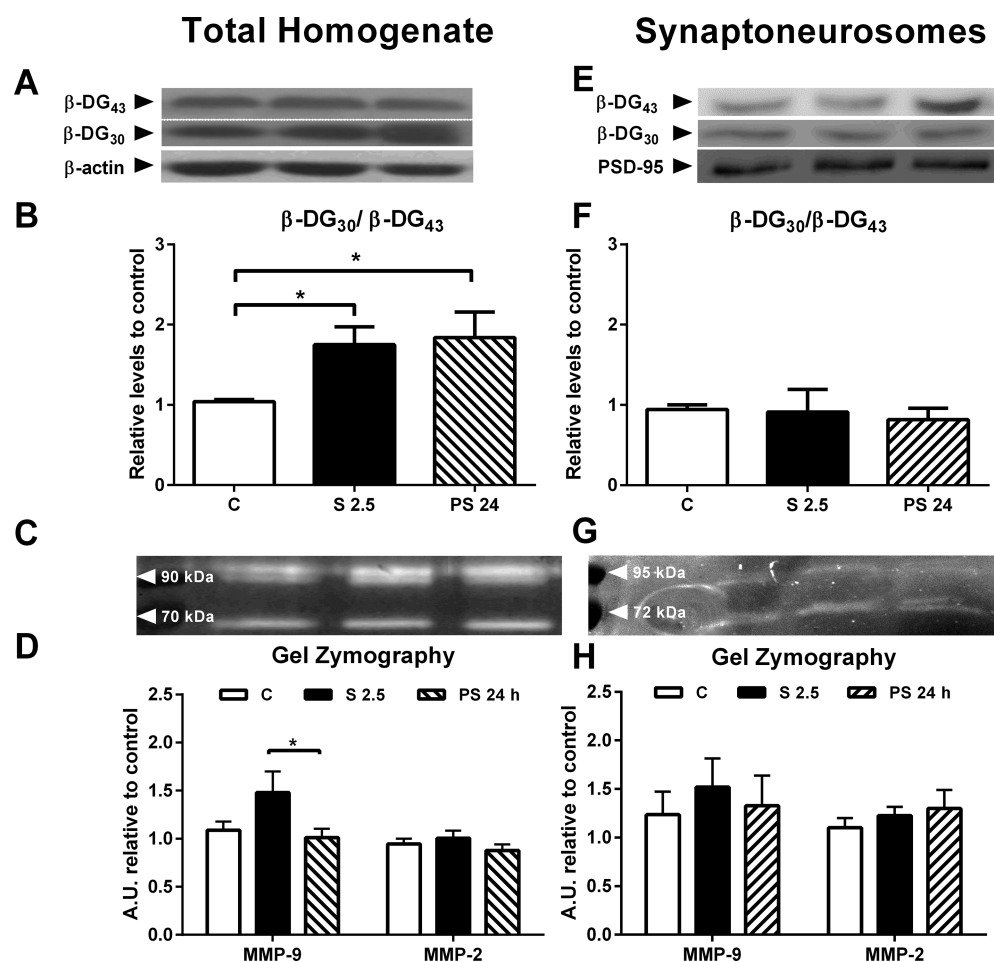 Total Homogenate
Synaptoneurosomes
A
β-DG43
β-DG30
β-actin
E
β-DG43
β-DG30
PSD-95
B
β-DG30/ β-DG43
Relative levels to control
3
2
1
0
*
*
C
S 2.5
PS 24
F
β-DG30/β-DG43
Relative levels to control
3
2
1
0
C
S 2.5
PS 24
C
90 kDa
70 kDa
G
95 kDa
72 kDa
D
Gel Zymography
C
S 2.5
PS 24 h
A.U. relative to control
2.5
2.0
1.5
1.0
0.5
0.0
*
MMP-9
MMP-2
H
Gel Zymography
C
S 2.5
PS 24 h
A.U. relative to control
2.5
2.0
1.5
1.0
0.5
0.0
MMP-9
MMP-2